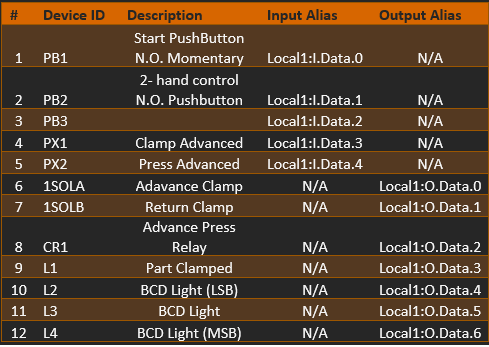 # Device ID Description Input Alias Output Alias
Start PushButton
1 PB1 N.O. Momentary Local1:I.Data.0 N/A
2- hand control
2 PB2 N.O. Pushbutton Local1:I.Data.1 N/A
3 PB3 Local1:I.Data.2 N/A
4 PX1 Clamp Advanced Local1:I.Data.3 N/A
5 PX2 Press Advanced Local1:I.Data.4 N/A
6 1SOLA Adavance Clamp N/A Local1:O.Data.0
7 1SOLB Return Clamp N/A Local1:O.Data.1
Advance Press
8 CR1 Relay N/A Local1:O.Data.2
9 L1 Part Clamped N/A Local1:O.Data.3
10 L2 BCD Light (LSB) N/A Local1:O.Data.4
11 L3 BCD Light N/A Local1:O.Data.5
12 L4 BCD Light (MSB) N/A Local1:O.Data.6